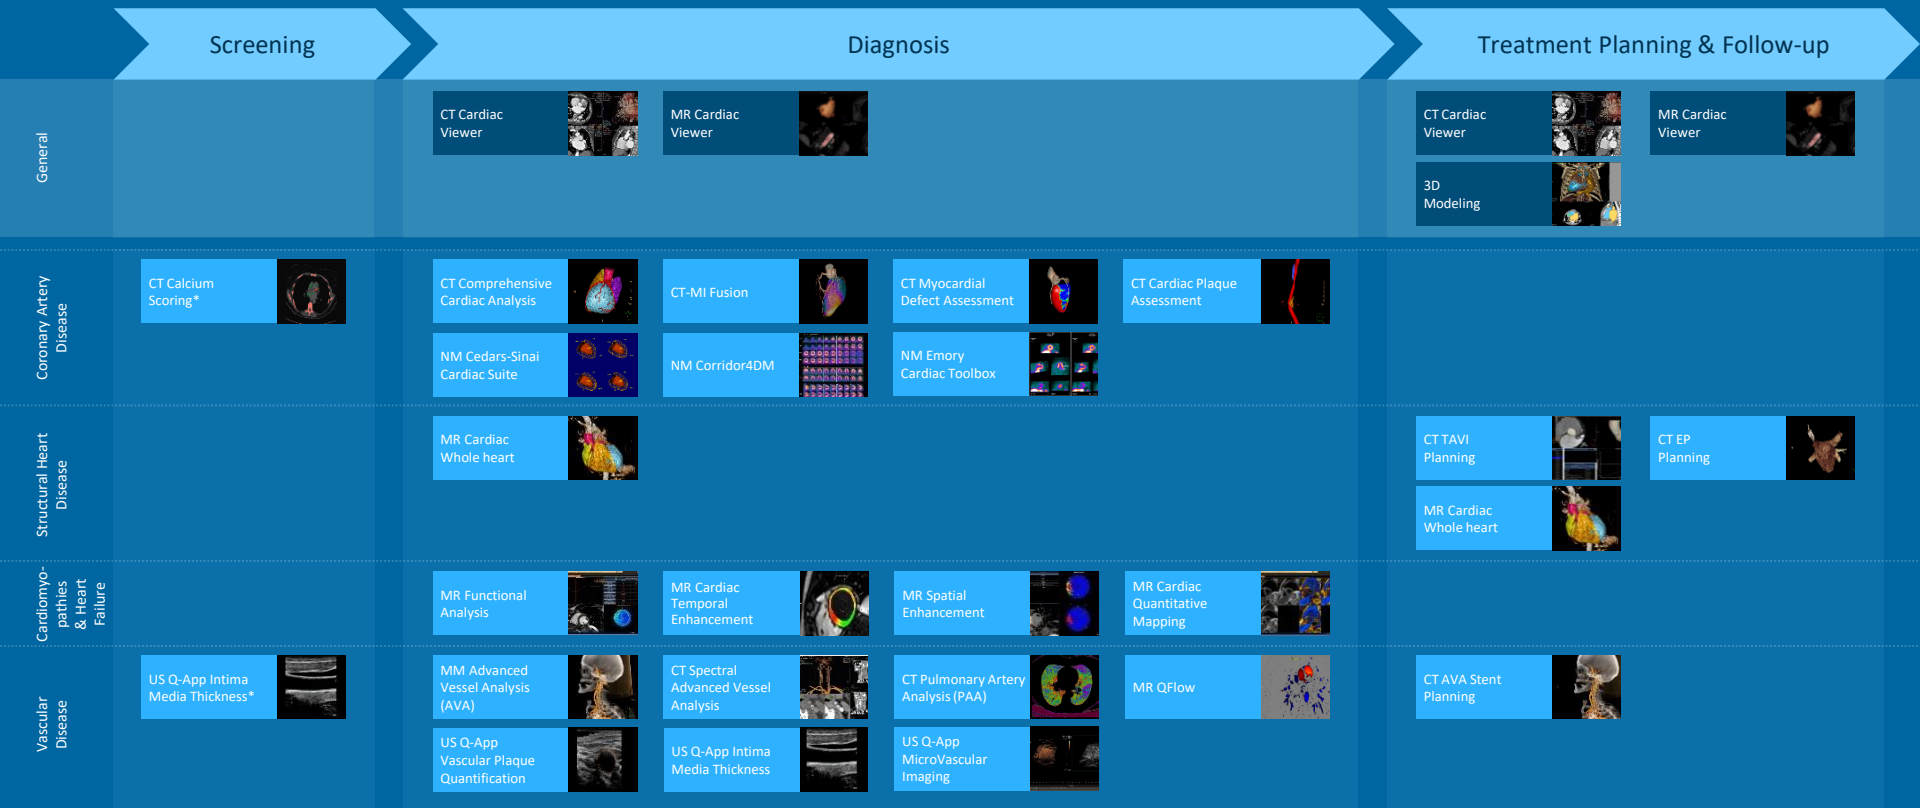 Screening
Diagnosis
Treatment Planning & Follow-up
General
CT Cardiac
Viewer
MR Cardiac
Viewer
CT Cardiac
Viewer
MR Cardiac
Viewer
3D
Modeling
Coronary Artery
Disease
CT Calcium
Scoring*
CT Comprehensive
Cardiac Analysis
CT-MI Fusion
CT Myocardial
Defect Assessment
CT Cardiac Plaque
Assessment
NM Cedars-Sinai
Cardiac Suite
NM Corridor4DM
NM Emory
Cardiac Toolbox
Structural Heart
Disease
MR Cardiac
Whole heart
CT TAVI
Planning
CT EP
Planning
MR Cardiac
Whole heart
Cardiomyo-
pathies
& Heart
Failure
MR Functional
Analysis
MR Cardiac
Temporal
Enhancement
MR Spatial
Enhancement
MR Cardiac
Quantitative
Mapping
Vascular
Disease
US Q-App Intima
Media Thickness*
MM Advanced
Vessel Analysis
(AVA)
CT Spectral
Advanced Vessel
Analysis
CT Pulmonary Artery
Analysis (PAA)
MR QFlow
CT AVA Stent
Planning
US Q-App
Vascular Plaque
Quantification
US Q-App Intima
Media Thickness
US Q-App
MicroVascular
Imaging